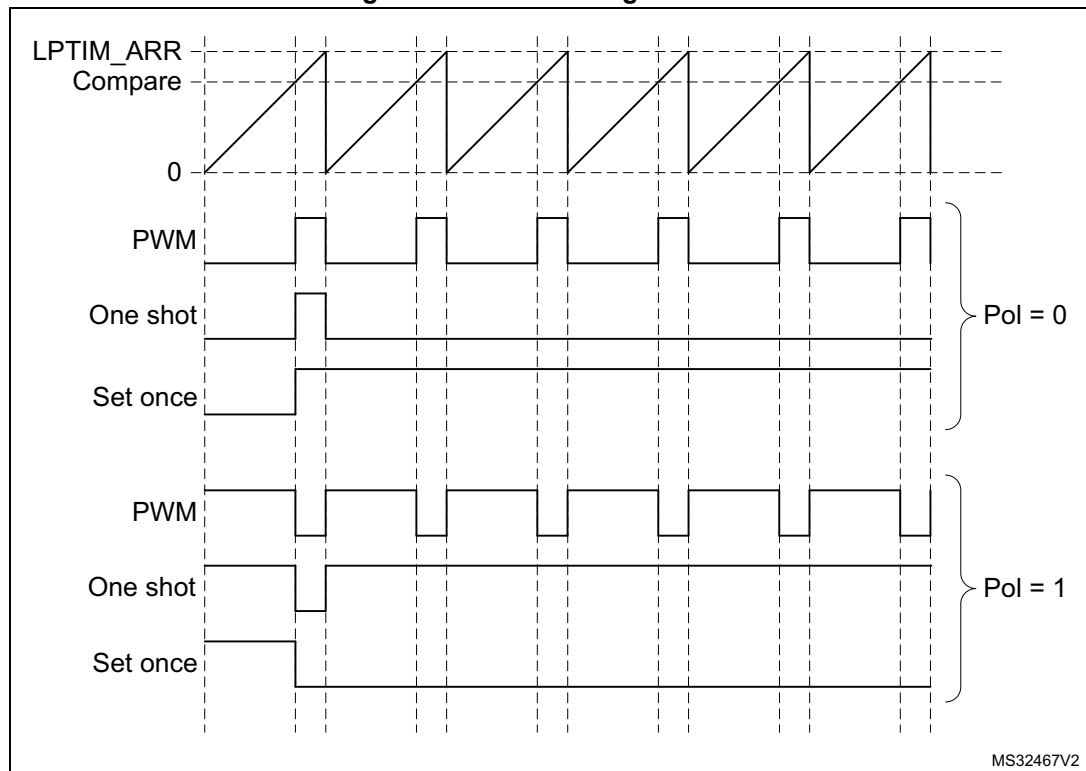 LPTIM_ARR
Compare
0
PWM
One shot
Set once
Pol = 0
PWM
One shot
Set once
Pol = 1
MS32467V2